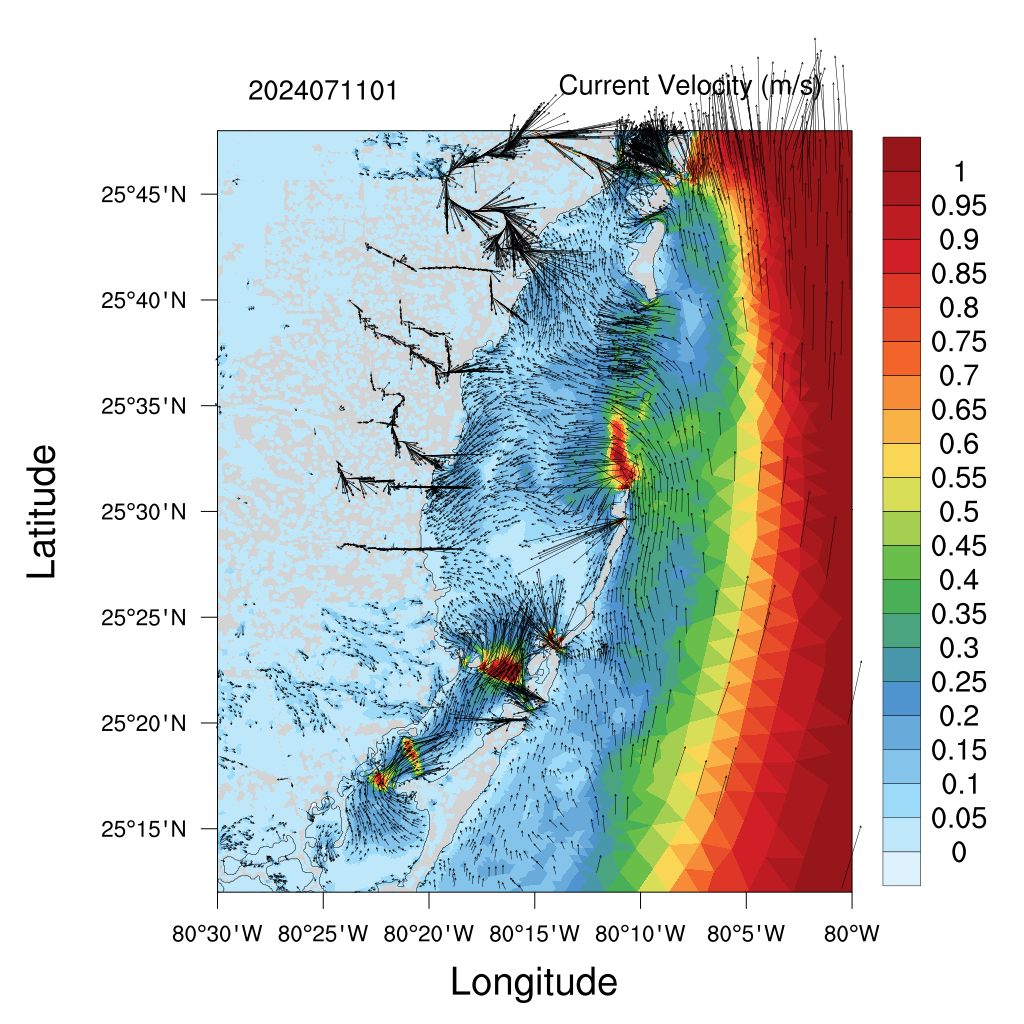 2024071101
Current Velocity (m/s)
25°45'N
25°40'N
25°35'N
25°30'N
25°25'N
25°20'N
25°15'N
Latitude
80°30'W 80°25'W 80°20'W 80°15'W 80°10'W 80°5'W 80°W
Longitude
1
0.95
0.9
0.85
0.8
0.75
0.7
0.65
0.6
0.55
0.5
0.45
0.4
0.35
0.3
0.25
0.2
0.15
0.1
0.05
0